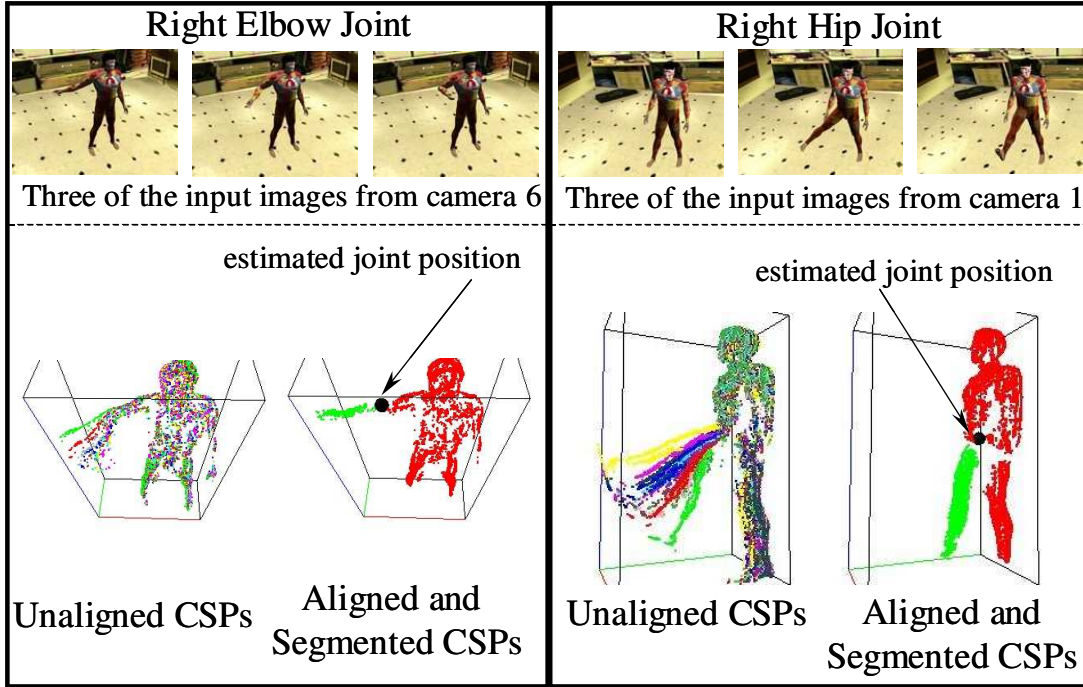 Right Elbow Joint
Three of the input images from camera 6
estimated joint position
Unaligned CSPs
Aligned and
Segmented CSPs
Right Hip Joint
Three of the input images from camera 1
estimated joint position
Unaligned CSPs
Aligned and
Segmented CSPs